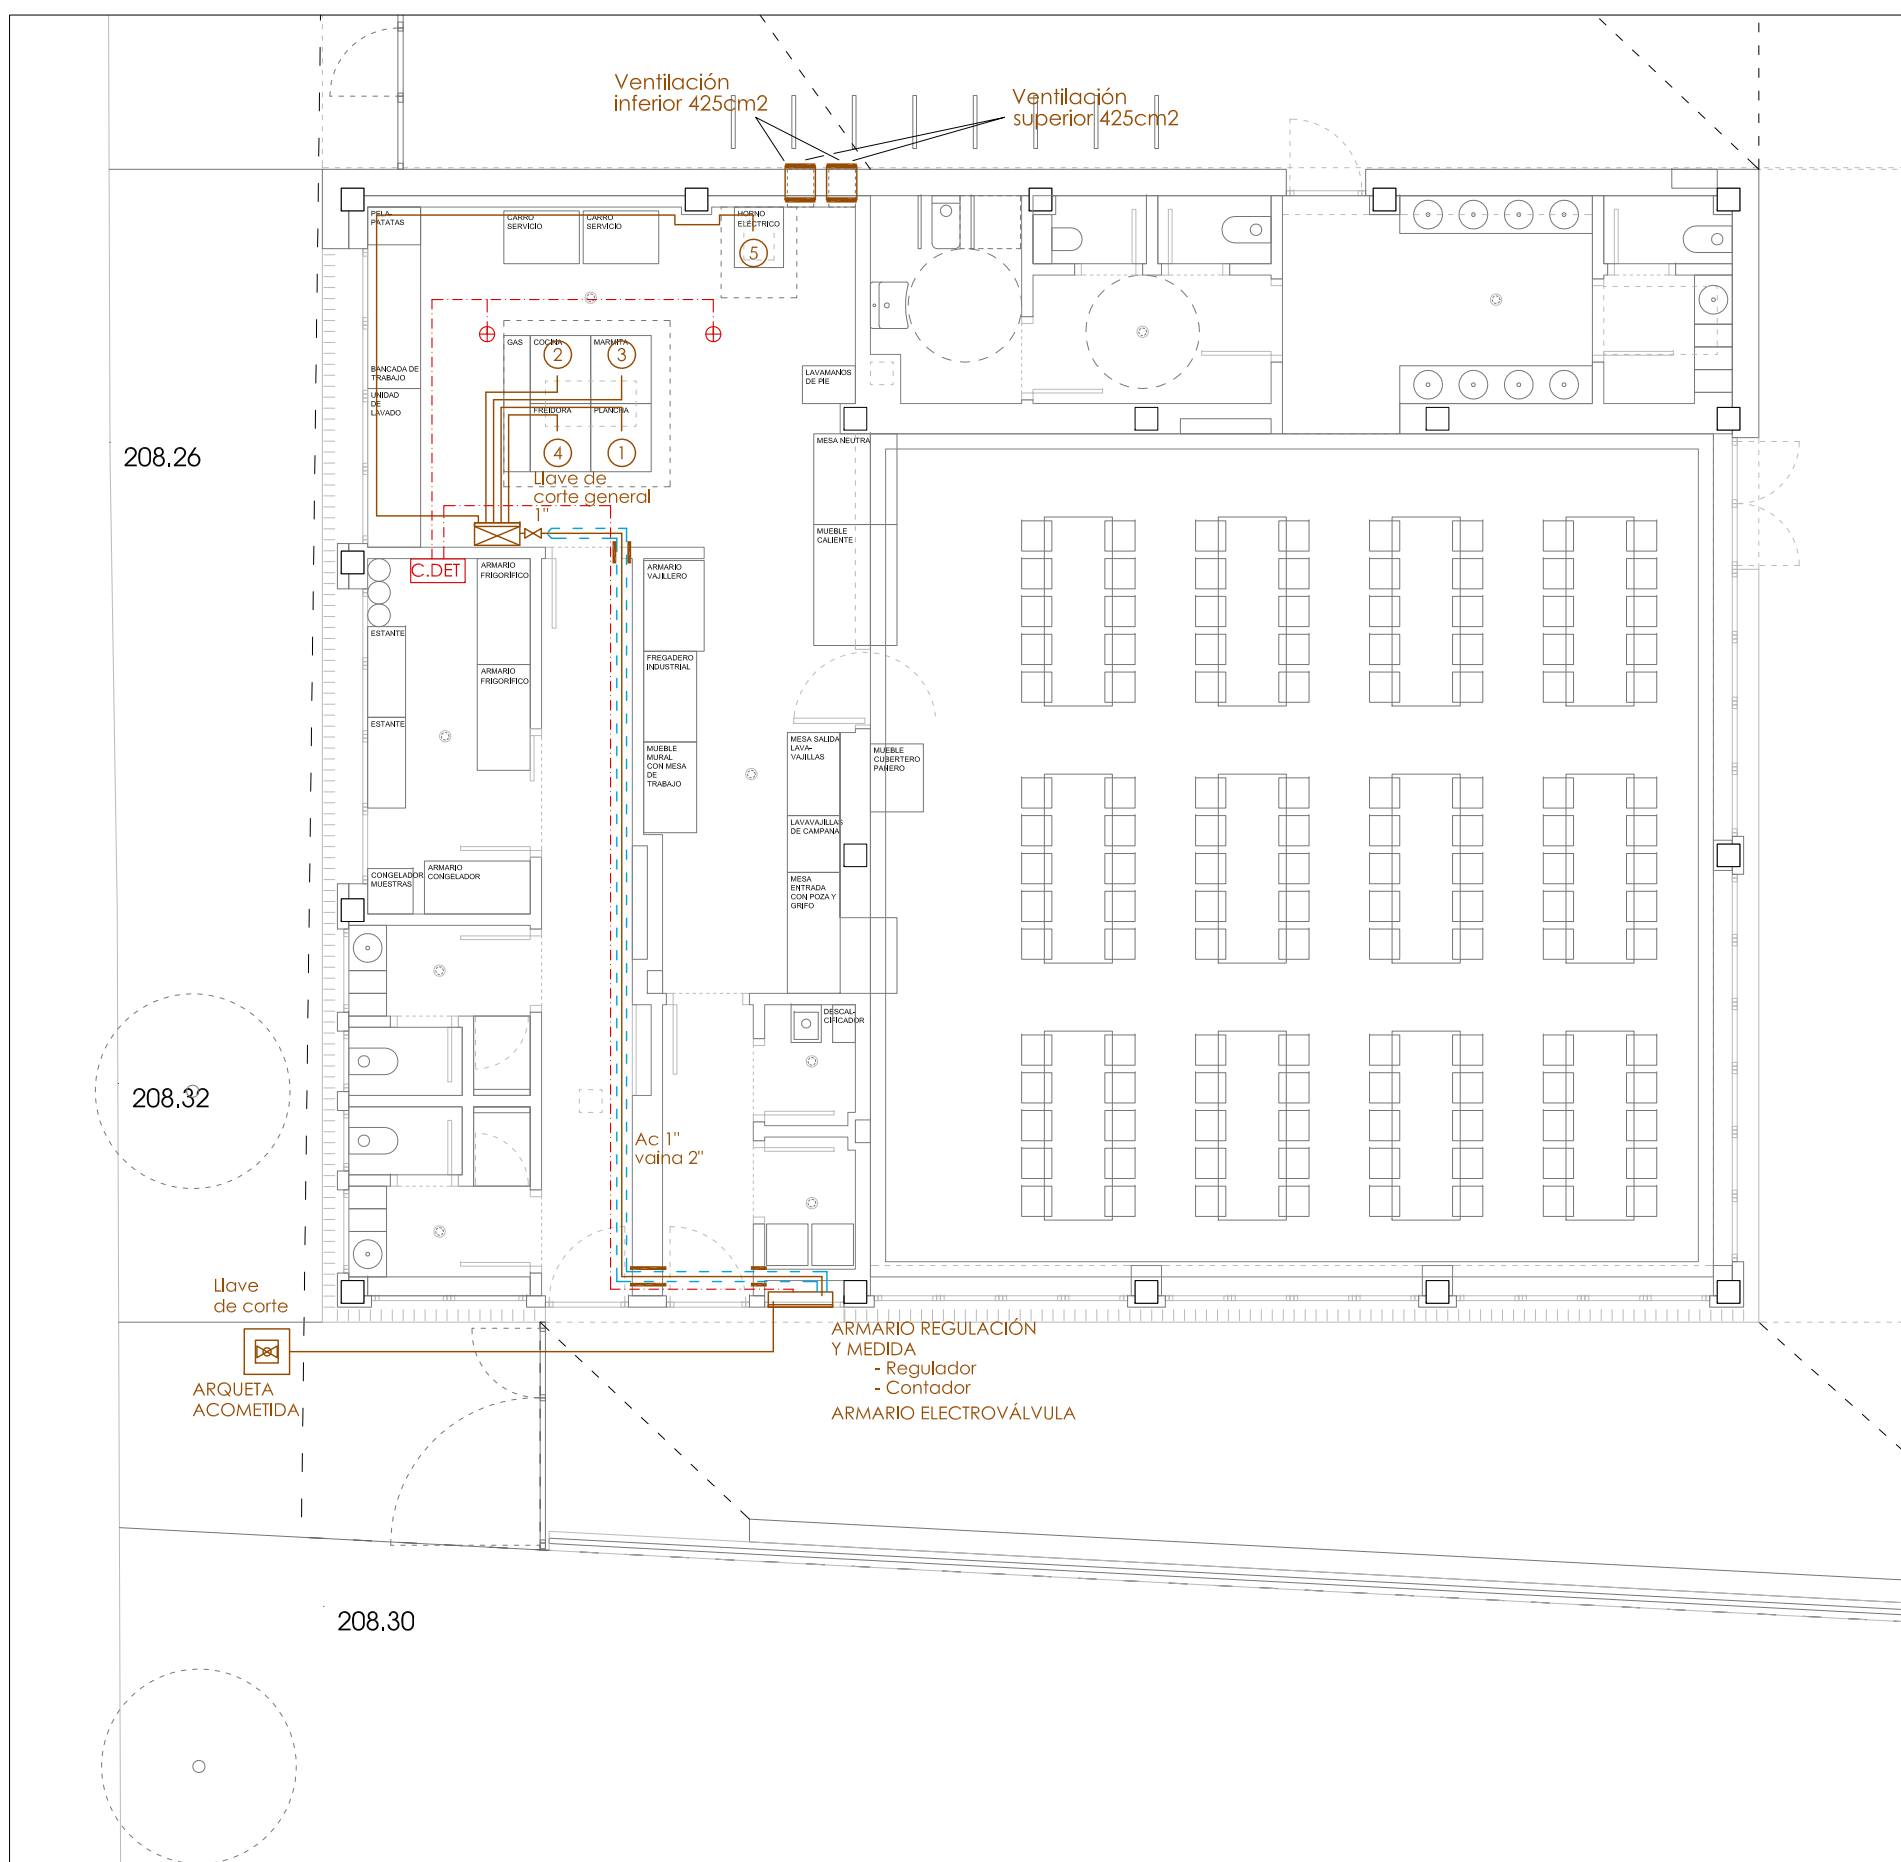 Ventilación
inferior 425cm2
Ventilación
superior 425cm2
PELA-
PATATAS
CARRO
SERVICIO
CARRO
SERVICIO
HORNO
ELÉCTRICO
5
GAS
COCINA
MARMITA
2
3
BANCADA DE
TRABAJO
UNIDAD
DE
LAVADO
LAVAMANOS
DE PIE
FREIDORA
PLANCHA
4
1
208.26
MESA NEUTRA
Llave de
corte general
1"
MUEBLE
CALIENTE
C.DET
ARMARIO
FRIGORÍFICO
ARMARIO
VAJILLERO
ESTANTE
ARMARIO
FRIGORÍFICO
FREGADERO
INDUSTRIAL
ESTANTE
MUEBLE
MURAL
CON MESA
DE
TRABAJO
MESA SALIDA
LAVA-
VAJILLAS
MUEBLE
CUBERTERO
PANERO
LAVAVAJILLAS
DE CAMPANA
CONGELADOR
MUESTRAS
ARMARIO
CONGELADOR
MESA
ENTRADA
CON POZA Y
GRIFO
DESCAL-
CIFICADOR
208.32
Ac 1"
vaina 2"
Llave
de corte
ARQUETA
ACOMETIDA
ARMARIO REGULACIÓN
Y MEDIDA
- Regulador
- Contador
ARMARIO ELECTROVÁLVULA
208.30